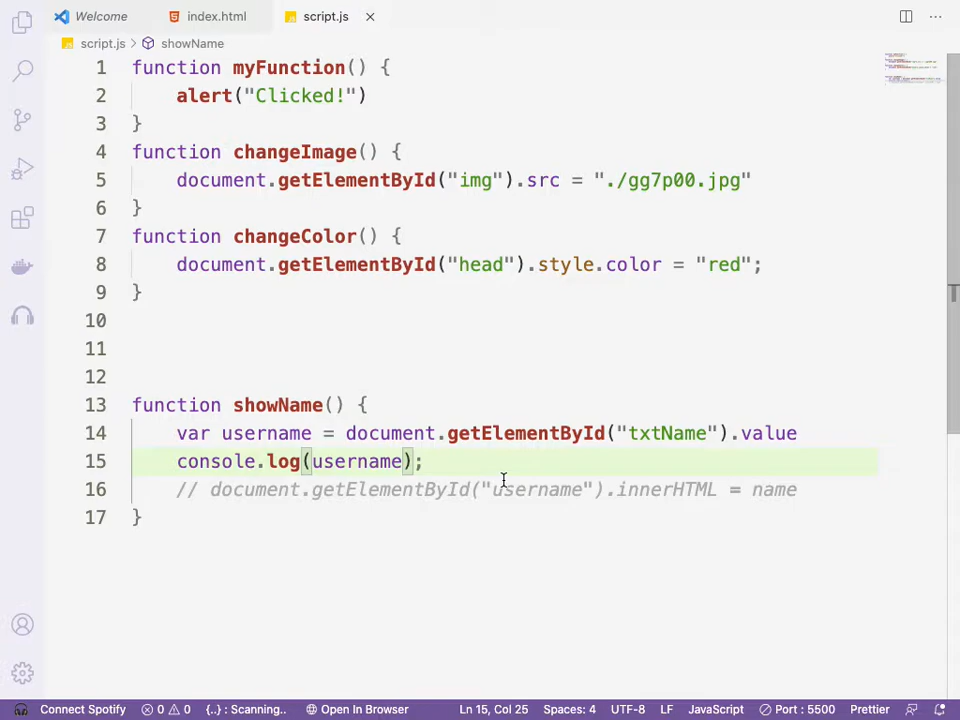 Welcome index.html script.js
script.js showName
1 function myFunction() {
2 alert("Clicked!")
3 }
4 function changeImage() {
5 document.getElementById("img").src = "./gg7p00.jpg"
6 }
7 function changeColor() {
8 document.getElementById("head").style.color = "red";
9 }
10
11
12
13 function showName() {
14 var username = document.getElementById("txtName").value
15 console.log(username);
16 // document.getElementById("username").innerHTML = name
17 }
Connect Spotify 0 0 {..} : Scanning.. Open In Browser Ln 15, Col 25 Spaces: 4 UTF-8 LF JavaScript Port : 5500 Prettier